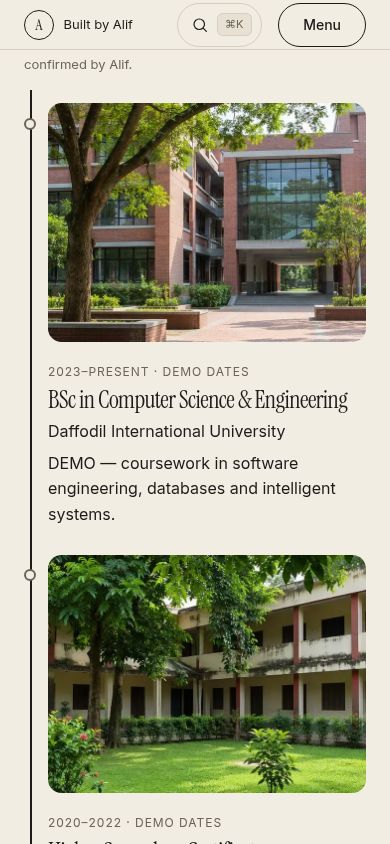 A Built by Alif ⌘K Menu
confirmed by Alif.
2023–PRESENT · DEMO DATES
BSc in Computer Science & Engineering
Daffodil International University
DEMO — coursework in software
engineering, databases and intelligent
systems.
2020–2022 · DEMO DATES